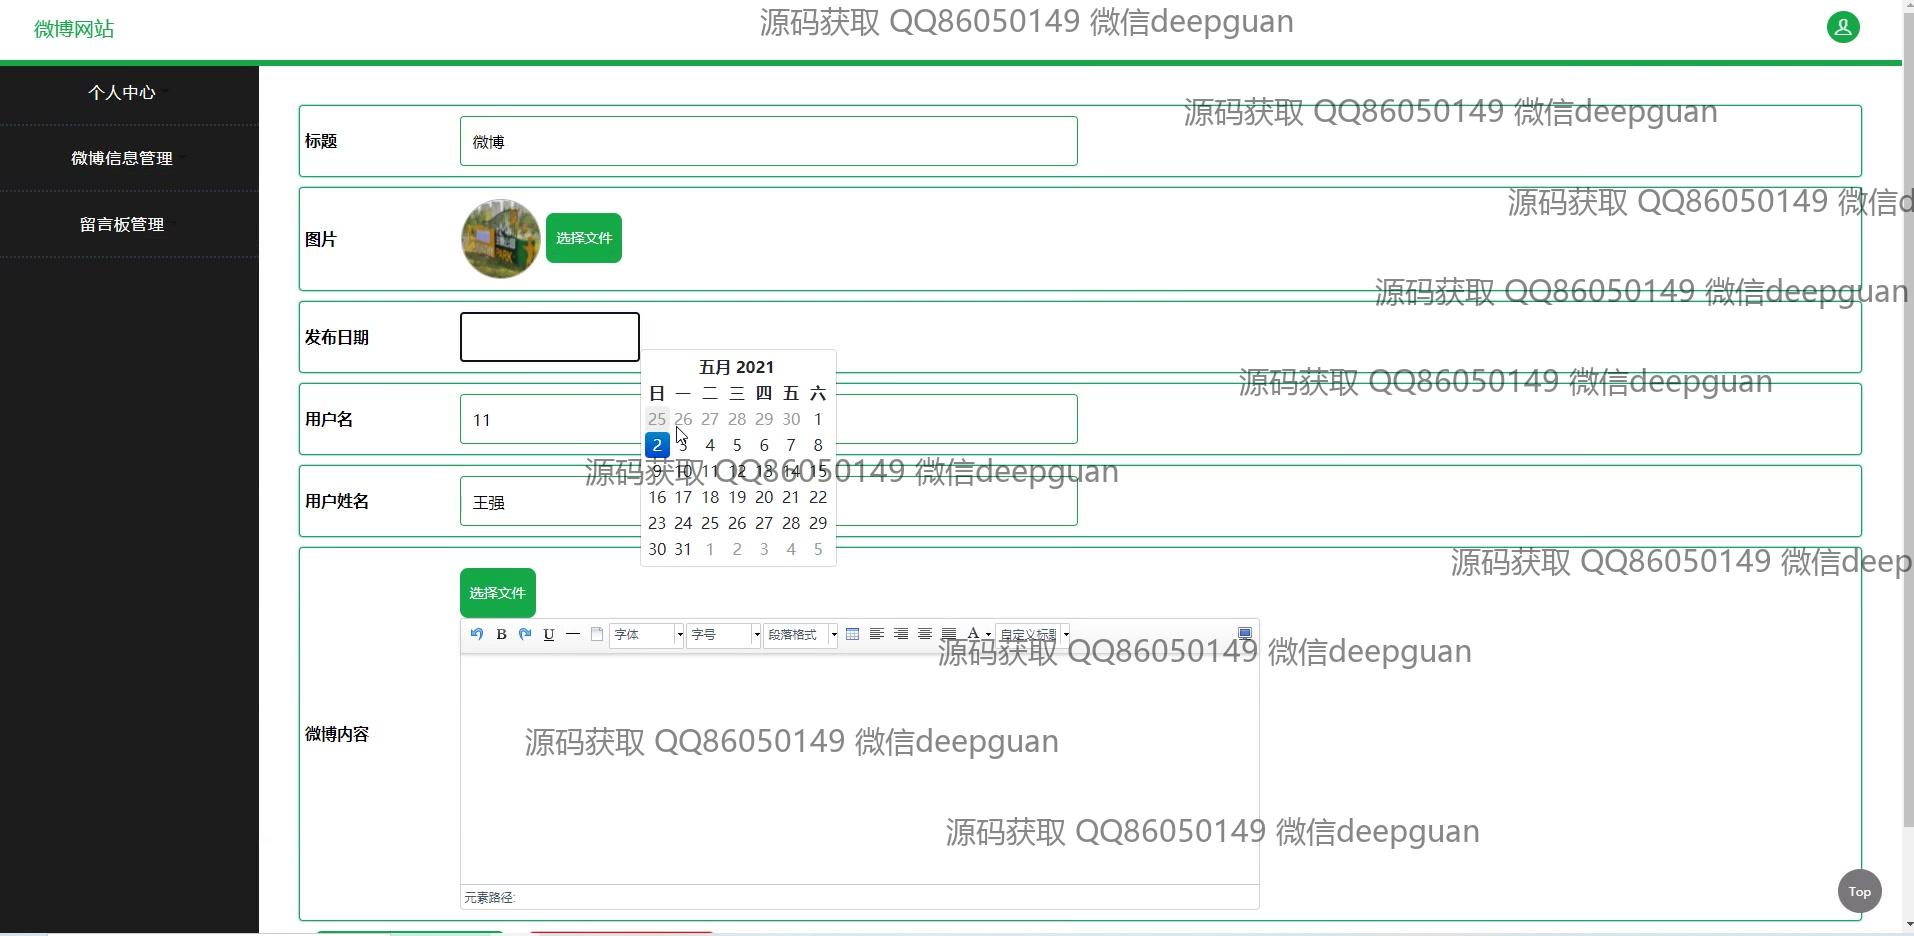 微博网站
源码获取 QQ86050149 微信deepguan
个人中心
源码获取 QQ86050149 微信deepguan
标题
微博
微博信息管理
源码获取 QQ86050149 微信d
留言板管理
图片
选择文件
源码获取 QQ86050149 微信deepguan
发布日期
五月 2021
源码获取 QQ86050149 微信deepguan
日 一 二 三 四 五 六
25 26 27 28 29 30 1
用户名
11
2 3 4 5 6 7 8
9 10 11 12 13 14 15
源码获取 QQ86050149 微信deepguan
16 17 18 19 20 21 22
用户姓名
王强
23 24 25 26 27 28 29
30 31 1 2 3 4 5
源码获取 QQ86050149 微信deep
选择文件
B U 字体 字号 段落格式 A 自定义标题
源码获取 QQ86050149 微信deepguan
微博内容
源码获取 QQ86050149 微信deepguan
源码获取 QQ86050149 微信deepguan
元素路径:
Top